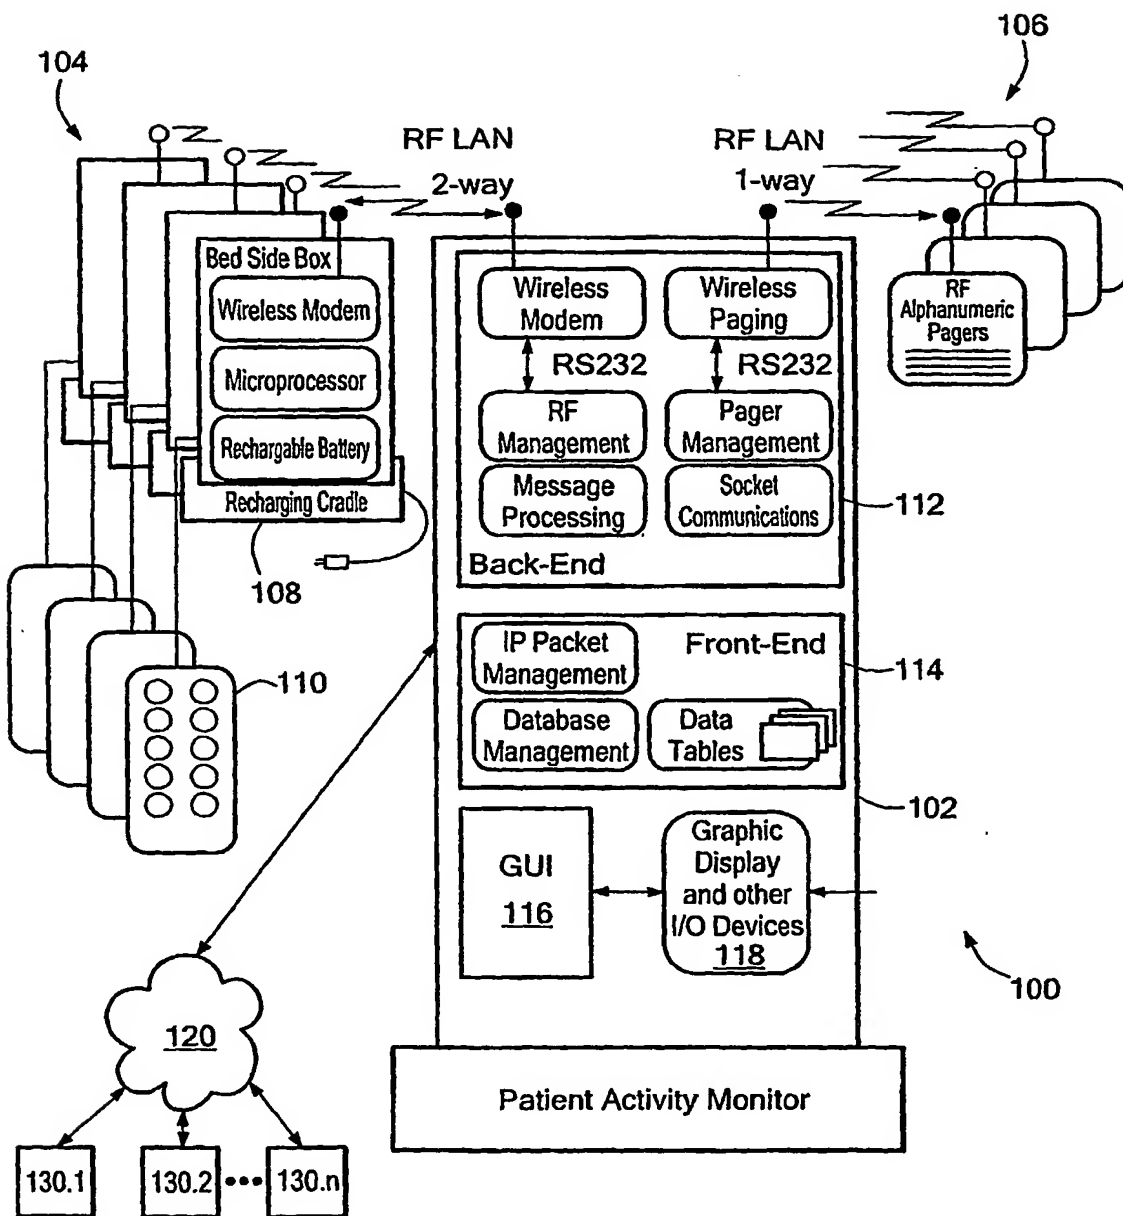 104
106
RF LAN
2-way
RF LAN
1-way
Bed Side Box
Wireless Modem
Microprocessor
Rechargable Battery
Recharging Cradle
108
110
Wireless
Modem
Wireless
Paging
RS232
RS232
RF
Management
Pager
Management
Message
Processing
Socket
Communications
Back-End
112
RF
Alphanumeric
Pagers
IP Packet
Management
Front-End
114
Database
Management
Data
Tables
102
GUI
116
Graphic
Display
and other
I/O Devices
118
100
120
Patient Activity Monitor
130.1
130.2
130.n